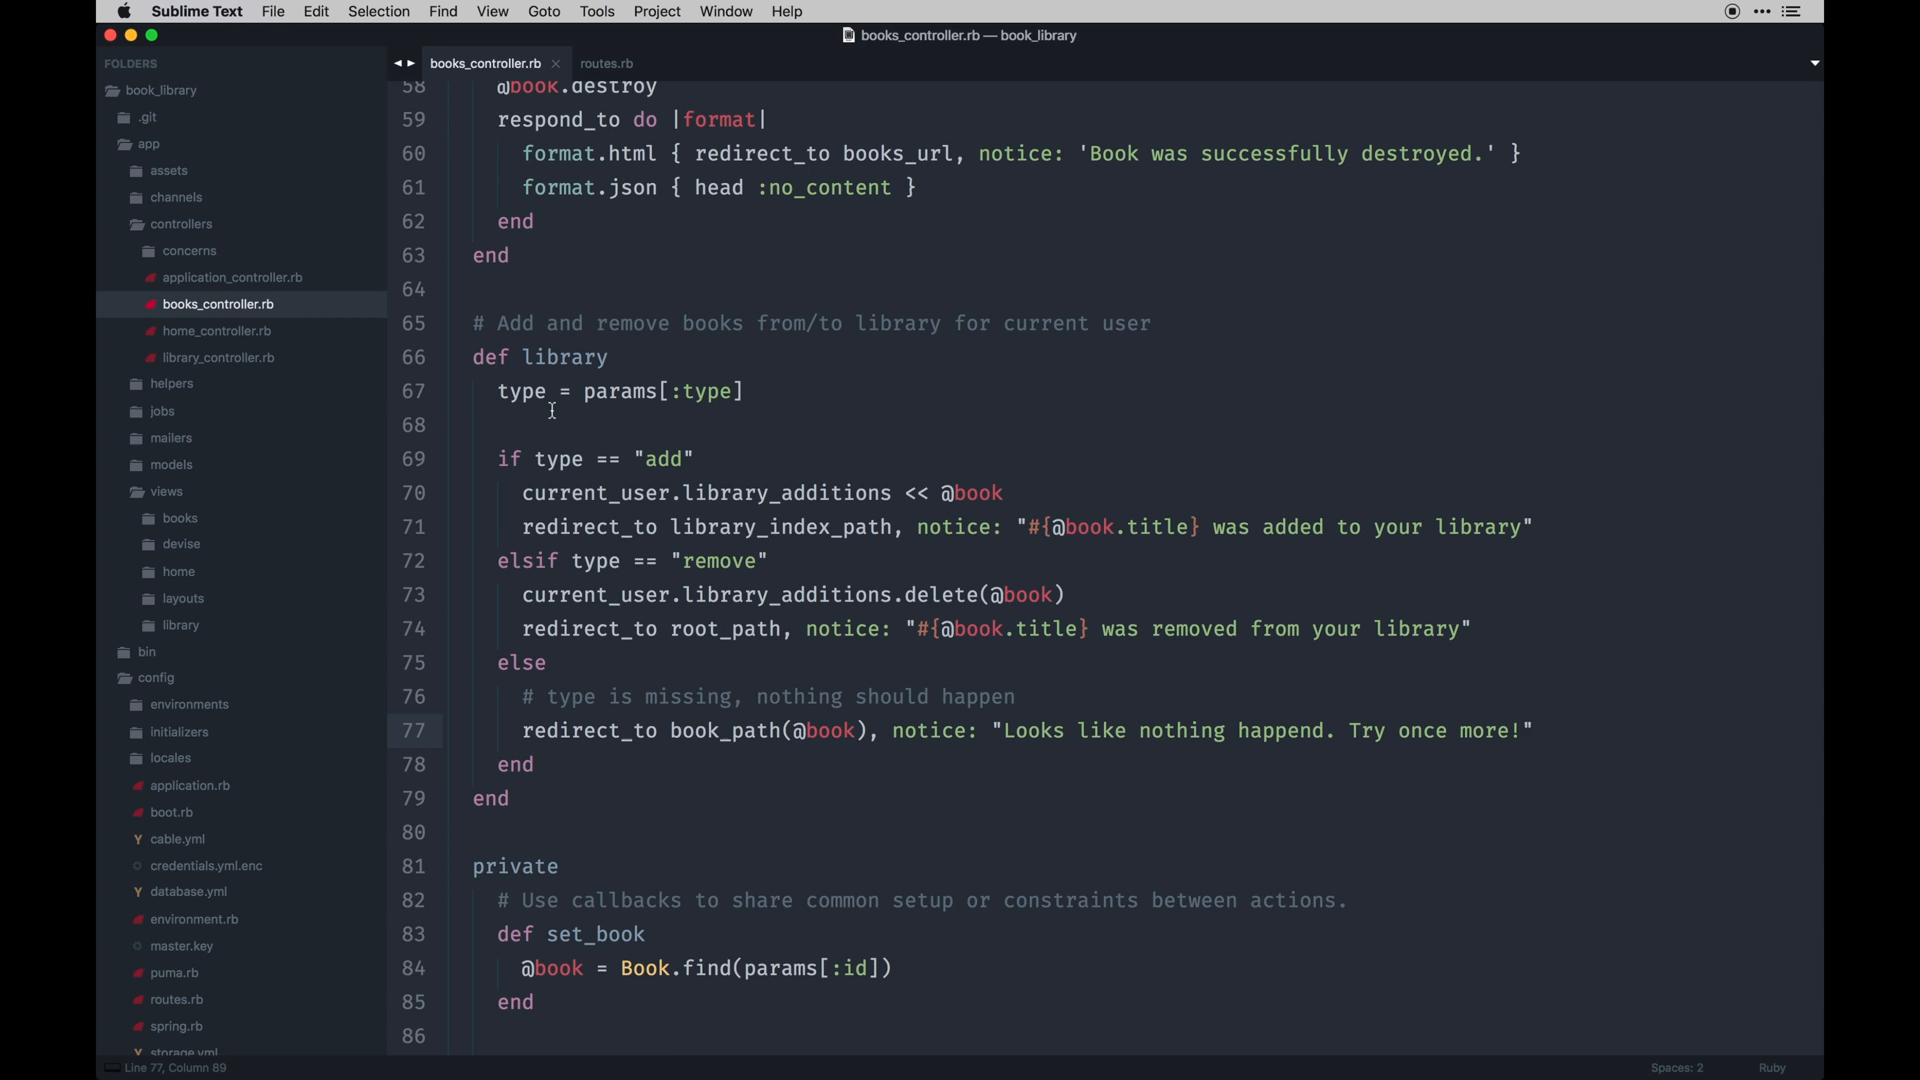 Sublime Text File Edit Selection Find View Goto Tools Project Window Help
books_controller.rb — book_library
FOLDERS
book_library
.git
app
assets
channels
controllers
concerns
application_controller.rb
books_controller.rb
home_controller.rb
library_controller.rb
helpers
jobs
mailers
models
views
books
devise
home
layouts
library
bin
config
environments
initializers
locales
application.rb
boot.rb
cable.yml
credentials.yml.enc
database.yml
environment.rb
master.key
puma.rb
routes.rb
spring.rb
storage.yml
books_controller.rb × routes.rb
58 @book.destroy
59 respond_to do |format|
60 format.html { redirect_to books_url, notice: 'Book was successfully destroyed.' }
61 format.json { head :no_content }
62 end
63 end
64
65 # Add and remove books from/to library for current user
66 def library
67 type = params[:type]
68
69 if type == "add"
70 current_user.library_additions << @book
71 redirect_to library_index_path, notice: "#{@book.title} was added to your library"
72 elsif type == "remove"
73 current_user.library_additions.delete(@book)
74 redirect_to root_path, notice: "#{@book.title} was removed from your library"
75 else
76 # type is missing, nothing should happen
77 redirect_to book_path(@book), notice: "Looks like nothing happend. Try once more!"
78 end
79 end
80
81 private
82 # Use callbacks to share common setup or constraints between actions.
83 def set_book
84 @book = Book.find(params[:id])
85 end
86
Line 77, Column 89
Spaces: 2
Ruby